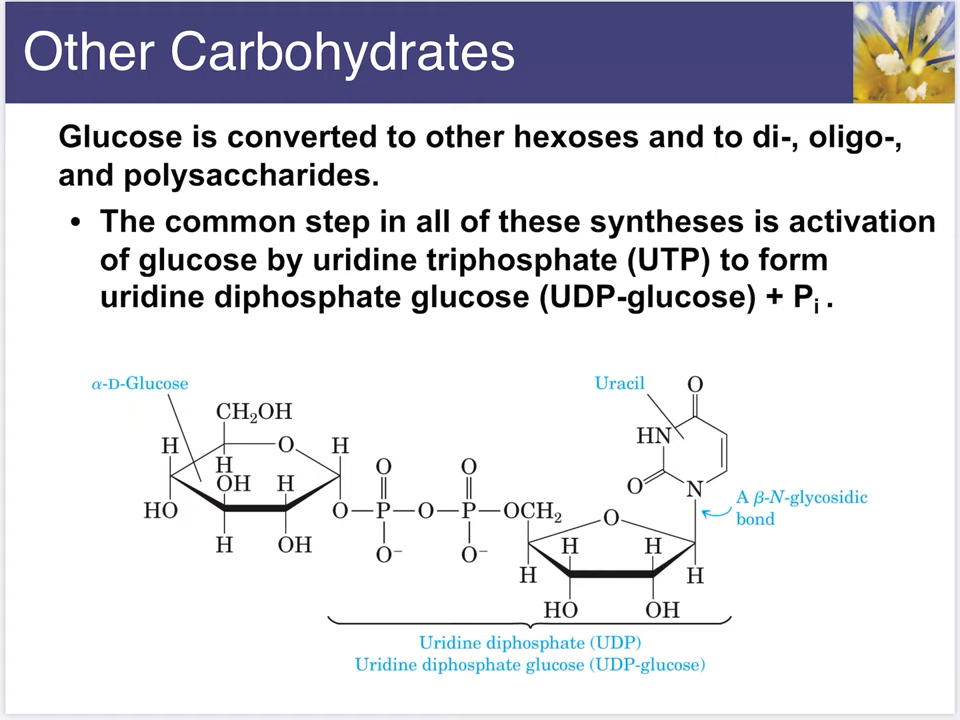 Other Carbohydrates
Glucose is converted to other hexoses and to di-, oligo-,
and polysaccharides.
• The common step in all of these syntheses is activation
of glucose by uridine triphosphate (UTP) to form
uridine diphosphate glucose (UDP-glucose) + Pi .
α-D-Glucose
Uracil
O
CH2OH
HN
H O H
H
OH H
O O
O N
HO
O—P—O—P—OCH2
O
A β-N-glycosidic
bond
H OH
O− O−
H H
H H
HO OH
Uridine diphosphate (UDP)
Uridine diphosphate glucose (UDP-glucose)